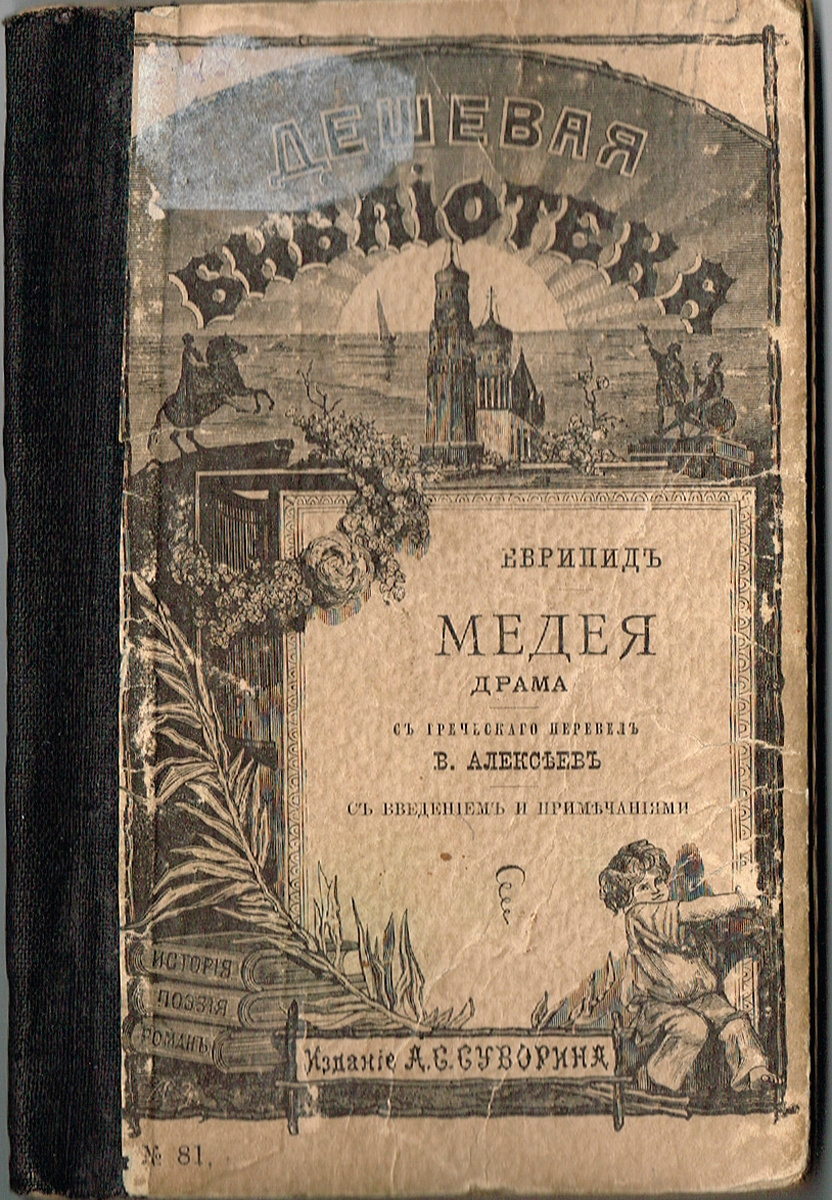 ДЕШЕВАЯ
БИБЛІОТЕКА
ЕВРИПИДЪ
МЕДЕЯ
ДРАМА
СЪ ГРЕЧЕСКАГО ПЕРЕВЕЛЪ
В. АЛЕКСѢЕВЪ
СЪ ВВЕДЕНІЕМЪ И ПРИМѢЧАНІЯМИ
ИСТОРІЯ
ПОЭЗІЯ
РОМАНЪ
Изданіе А.С.СУВОРИНА
№ 81.